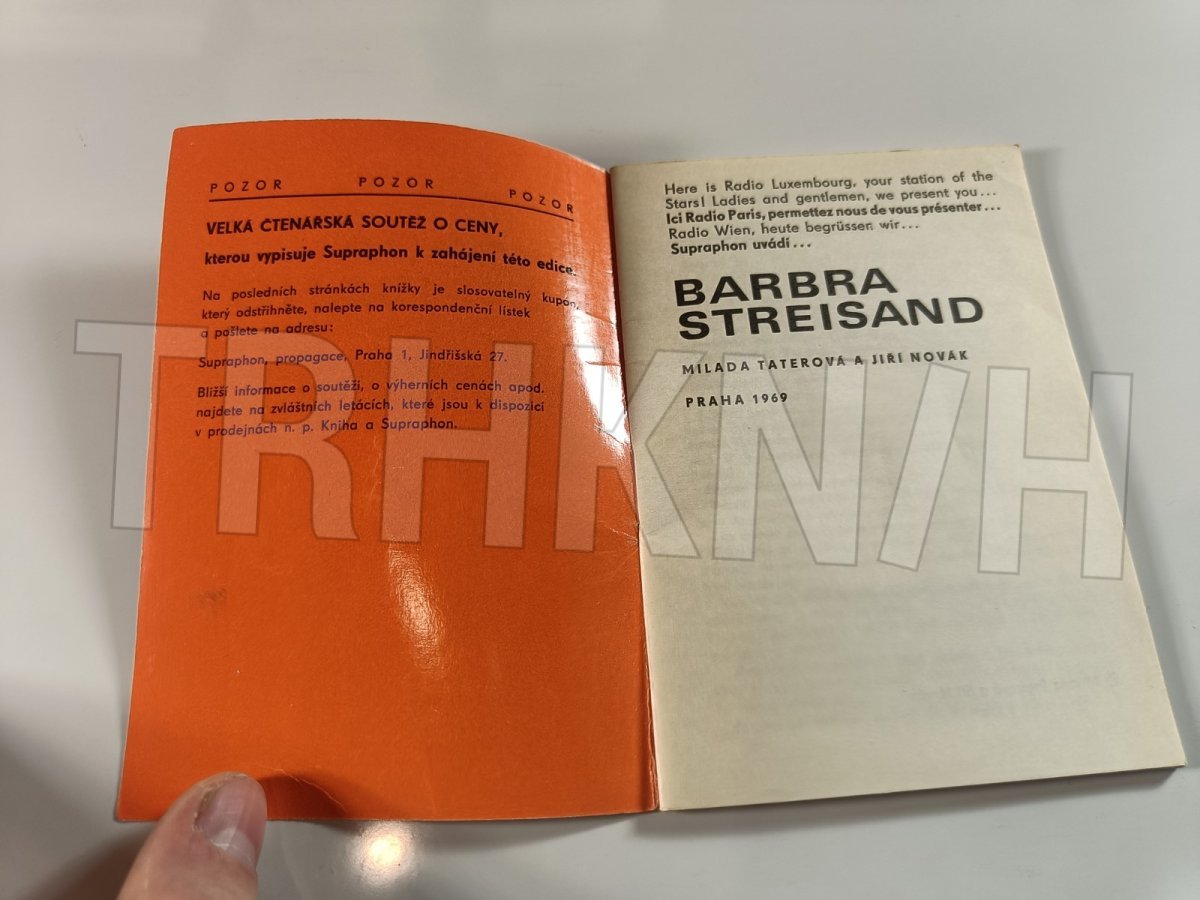 POZOR POZOR POZOR
VELKÁ ČTENÁŘSKÁ SOUTĚŽ O CENY,
kterou vypisuje Supraphon k zahájení této edice.
Na posledních stránkách knížky je slosovatelný kupon,
který odstřihněte, nalepte na korespondenční lístek
a pošlete na adresu:
Supraphon, propagace, Praha 1, Jindřišská 27.
Bližší informace o soutěži, o výherních cenách apod.
najdete na zvláštních letácích, které jsou k dispozici
v prodejnách n. p. Kniha a Supraphon.
Here is Radio Luxembourg, your station of the
Stars! Ladies and gentlemen, we present you...
Ici Radio Paris, permettez nous de vous présenter...
Radio Wien, heute begrüssen wir...
Supraphon uvádí...
BARBRA
STREISAND
MILADA TATEROVÁ A JIŘÍ NOVÁK
PRAHA 1969
TRHKN/H